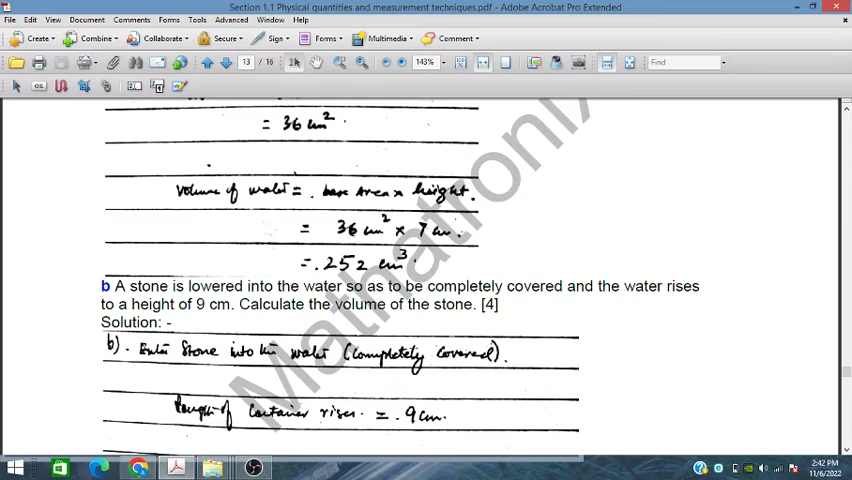 Section 1.1 Physical quantities and measurement techniques.pdf - Adobe Acrobat Pro Extended
File Edit View Document Comments Forms Tools Advanced Window Help
Create Combine Collaborate Secure Sign Forms Multimedia Comment
13 / 16 143% Find
= 36 cm²
Volume of water = . base Area x height.
= 36 cm² x 7 cm.
= .252 cm³.
b A stone is lowered into the water so as to be completely covered and the water rises
to a height of 9 cm. Calculate the volume of the stone. [4]
Solution: -
b). Enter Stone into the water (completely covered).
length of Container rises. = .9cm.
Mathatronix
2:42 PM
11/6/2022